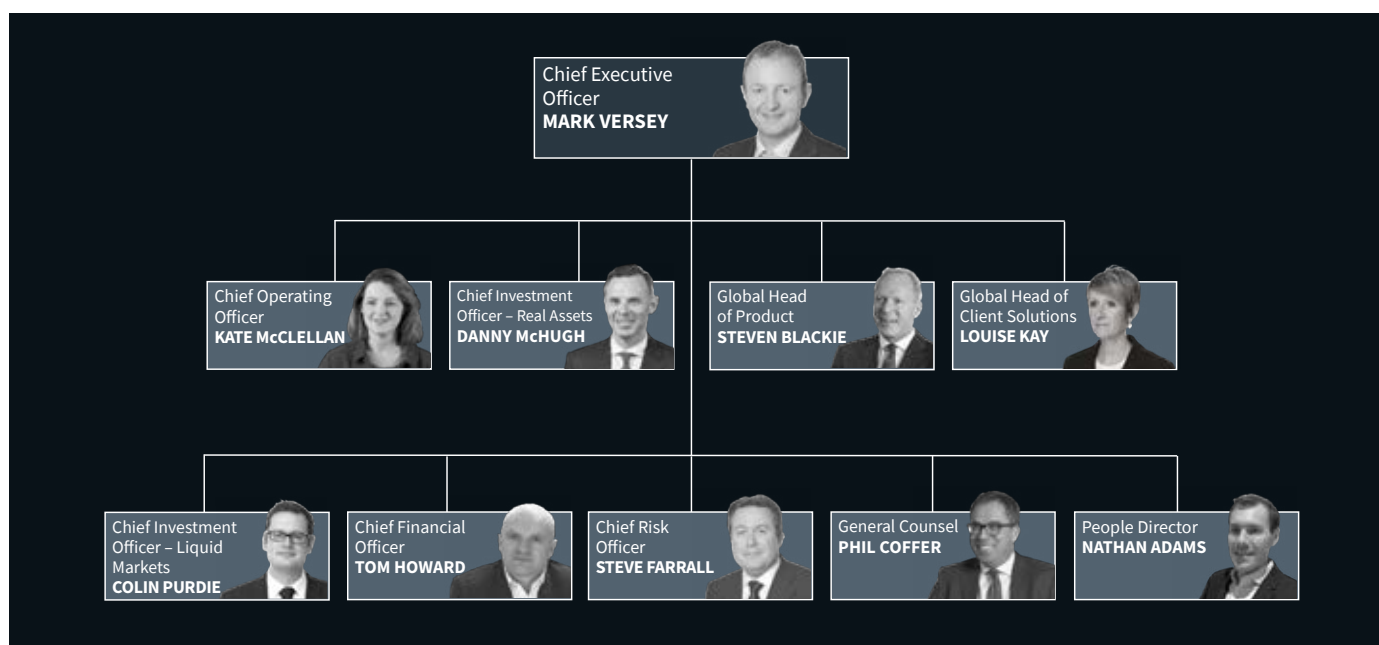 Chief Executive
Officer
MARK VERSEY
Chief Operating
Officer
KATE McCLELLAN
Chief Investment
Officer – Real Assets
DANNY McHUGH
Global Head
of Product
STEVEN BLACKIE
Global Head of
Client Solutions
LOUISE KAY
Chief Investment
Officer – Liquid
Markets
COLIN PURDIE
Chief Financial
Officer
TOM HOWARD
Chief Risk
Officer
STEVE FARRALL
General Counsel
PHIL COFFER
People Director
NATHAN ADAMS